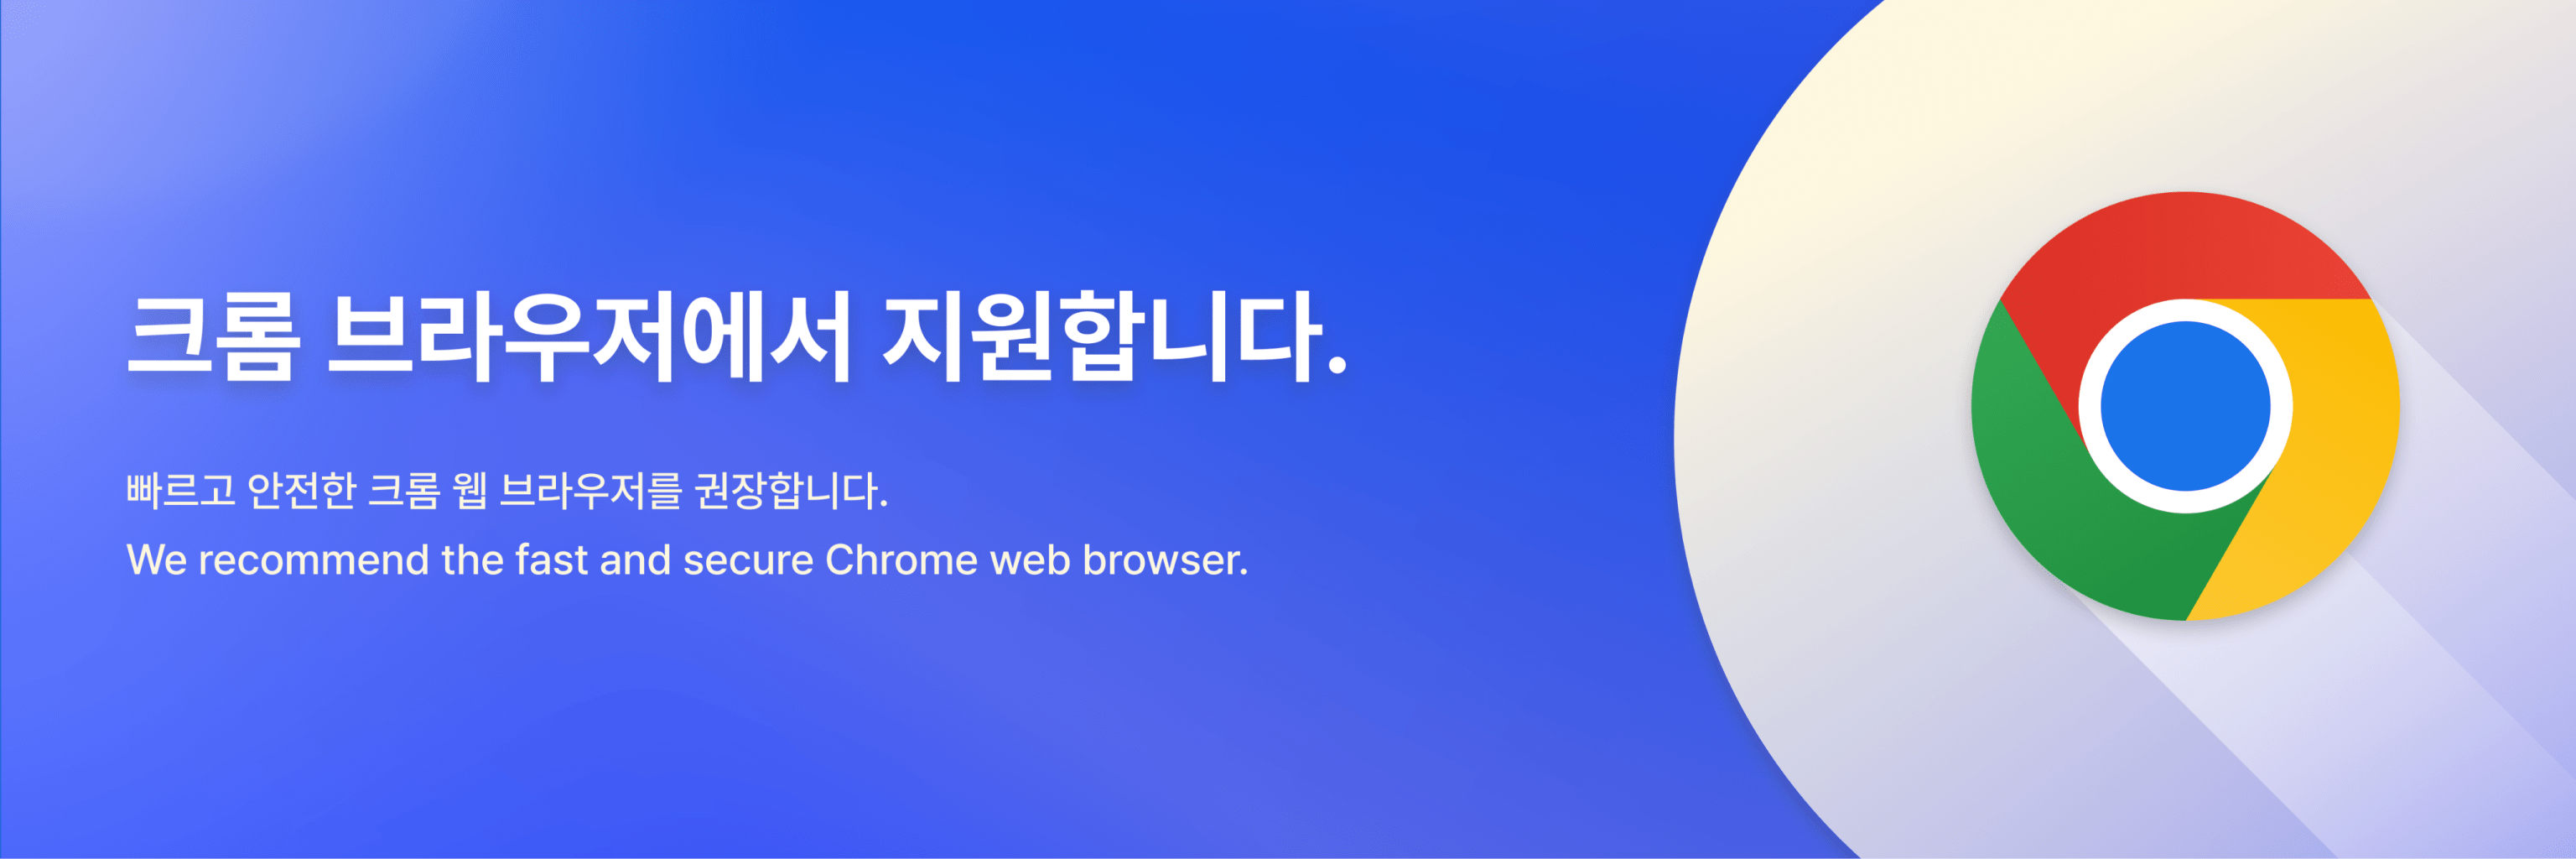 크롬 브라우저에서 지원합니다.
빠르고 안전한 크롬 웹 브라우저를 권장합니다.
We recommend the fast and secure Chrome web browser.